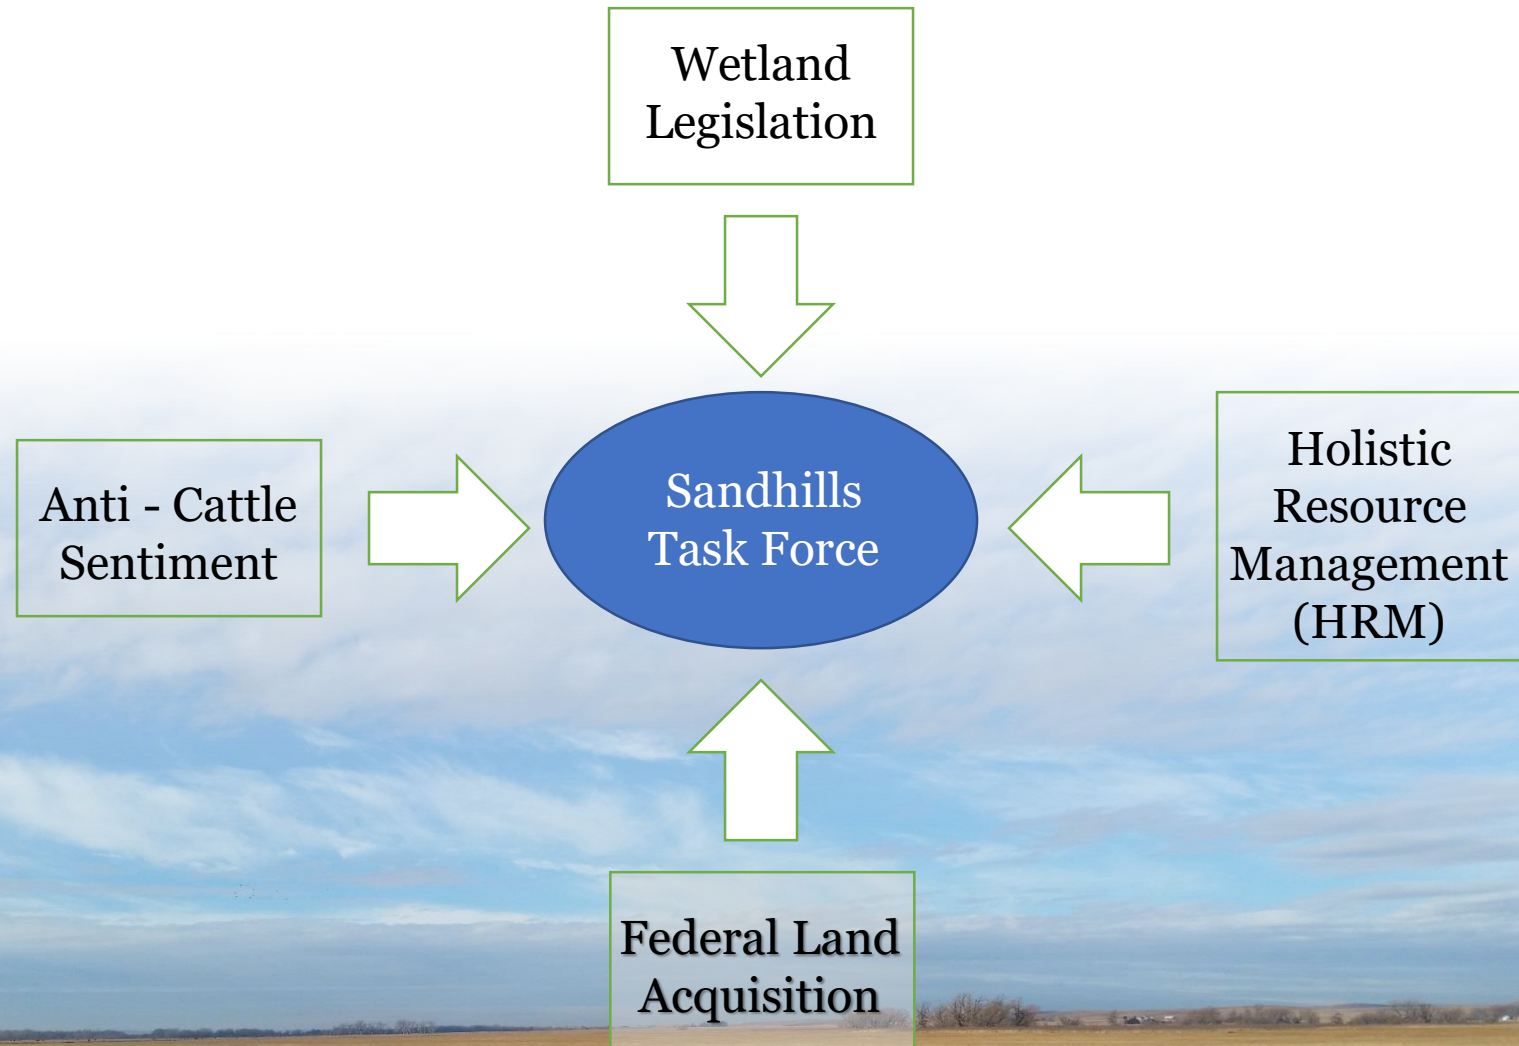 Wetland
Legislation
Anti - Cattle
Sentiment
Sandhills
Task Force
Holistic
Resource
Management
(HRM)
Federal Land
Acquisition